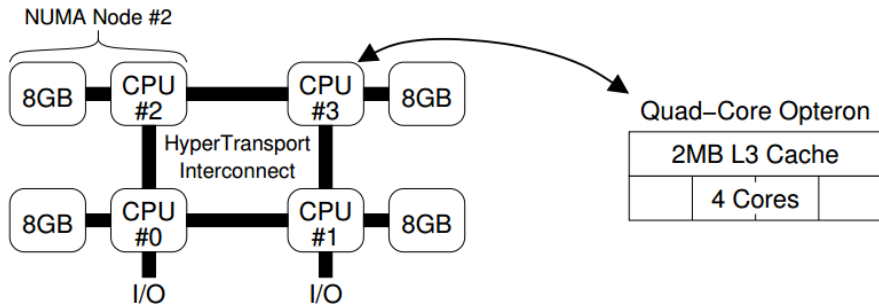 NUMA Node #2
8GB
CPU
#2
CPU
#3
8GB
HyperTransport
Interconnect
8GB
CPU
#0
CPU
#1
8GB
I/O
I/O
Quad−Core Opteron
2MB L3 Cache
4 Cores